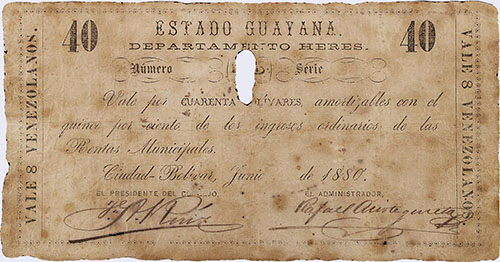 40 ESTADO GUAYANA. 40
DEPARTAMENTO HERES.
Número Série
Vale por CUARENTA BOLÍVARES, amortizables con el
quince por ciento de los ingresos ordinarios de las
Rentas Municipales.
Ciudad-Bolívar, Junio de 1880.
EL PRESIDENTE DEL CONCEJO, EL ADMINISTRADOR,
VALE 8 VENEZOLANOS.
VALE 8 VENEZOLANOS